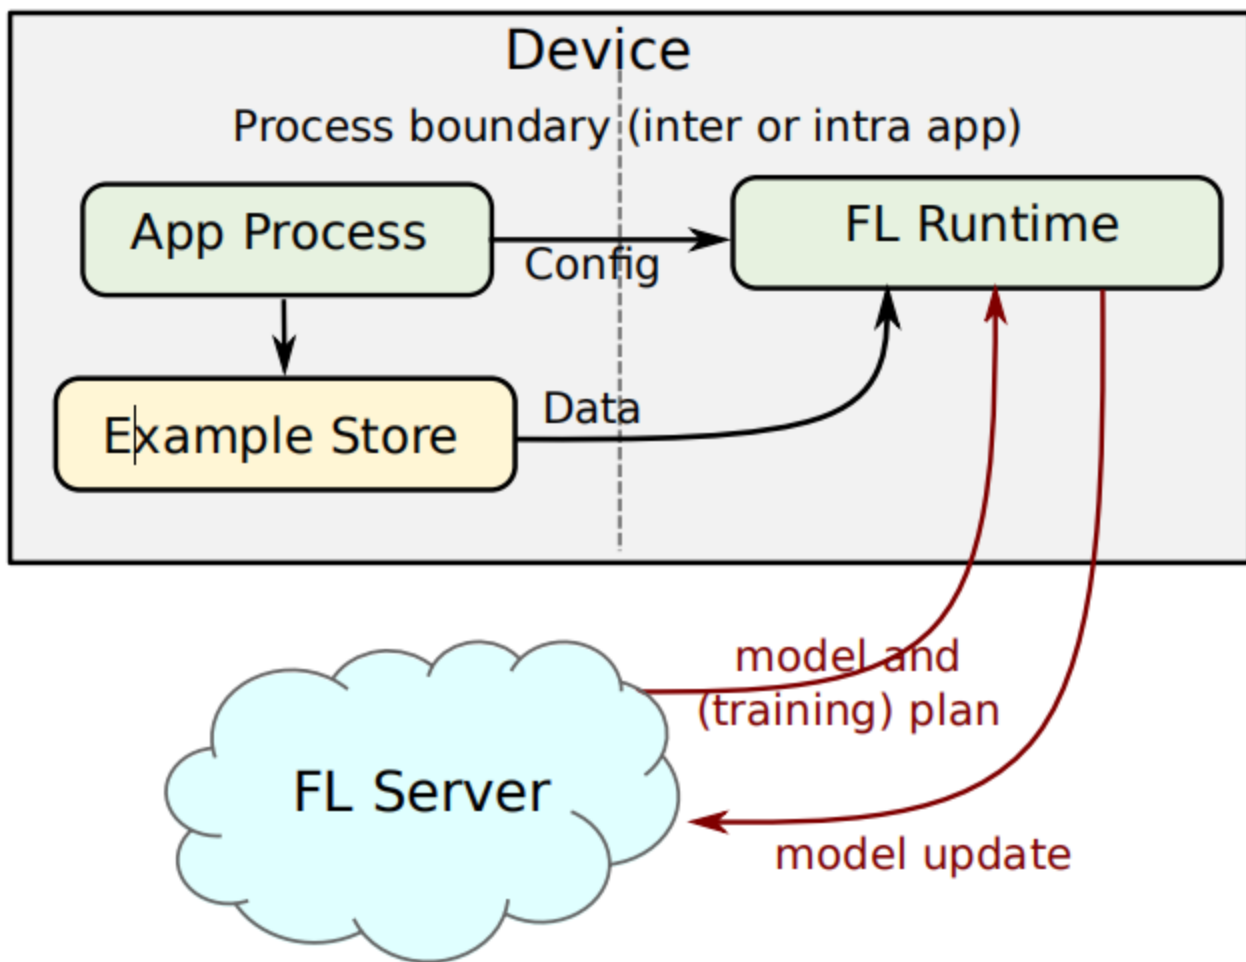 Device
Process boundary (inter or intra app)
App Process
FL Runtime
Config
Example Store
Data
model and
(training) plan
FL Server
model update